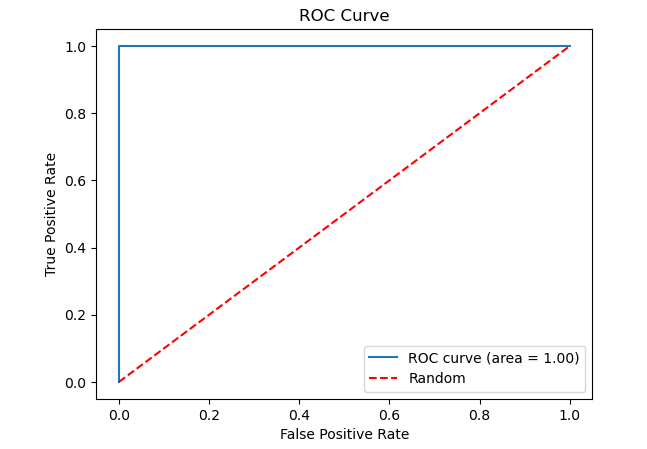 ROC Curve
True Positive Rate
1.0
0.8
0.6
0.4
0.2
0.0
ROC curve (area = 1.00)
Random
0.0 0.2 0.4 0.6 0.8 1.0
False Positive Rate